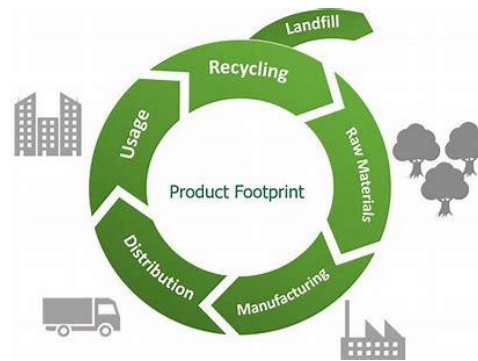 Landfill
Recycling
Raw Materials
Manufacturing
Distribution
Usage
Product Footprint